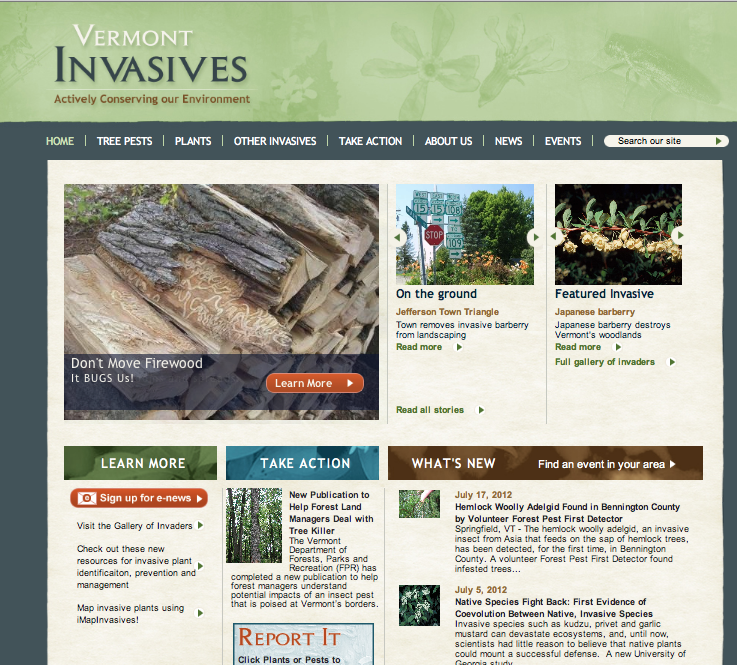 VERMONT
INVASIVES
Actively Conserving our Environment
HOME | TREE PESTS | PLANTS | OTHER INVASIVES | TAKE ACTION | ABOUT US | NEWS | EVENTS | Search our site
Don't Move Firewood
It BUGS Us!
Learn More
STOP
109
On the ground
Jefferson Town Triangle
Town removes invasive barberry
from landscaping
Read more
Read all stories
Featured Invasive
Japanese barberry
Japanese barberry destroys
Vermont's woodlands
Read more
Full gallery of invaders
LEARN MORE
Sign up for e-news
Visit the Gallery of Invaders
Check out these new
resources for invasive plant
identificaiton, prevention and
management
Map invasive plants using
iMapInvasives!
TAKE ACTION
New Publication to
Help Forest Land
Managers Deal with
Tree Killer
The Vermont
Department of
Forests, Parks and
Recreation (FPR) has
completed a new publication to help
forest managers understand
potential impacts of an insect pest
that is poised at Vermont's borders.
REPORT IT
Click Plants or Pests to
WHAT'S NEW
Find an event in your area
July 17, 2012
Hemlock Woolly Adelgid Found in Bennington County
by Volunteer Forest Pest First Detector
Springfield, VT - The hemlock woolly adelgid, an invasive
insect from Asia that feeds on the sap of hemlock trees,
has been detected, for the first time, in Bennington
County. A volunteer Forest Pest First Detector found
infested trees...
July 5, 2012
Native Species Fight Back: First Evidence of
Coevolution Between Native, Invasive Species
Invasive species such as kudzu, privet and garlic
mustard can devastate ecosystems, and, until now,
scientists had little reason to believe that native plants
could mount a successful defense. A new University of
Georgia study